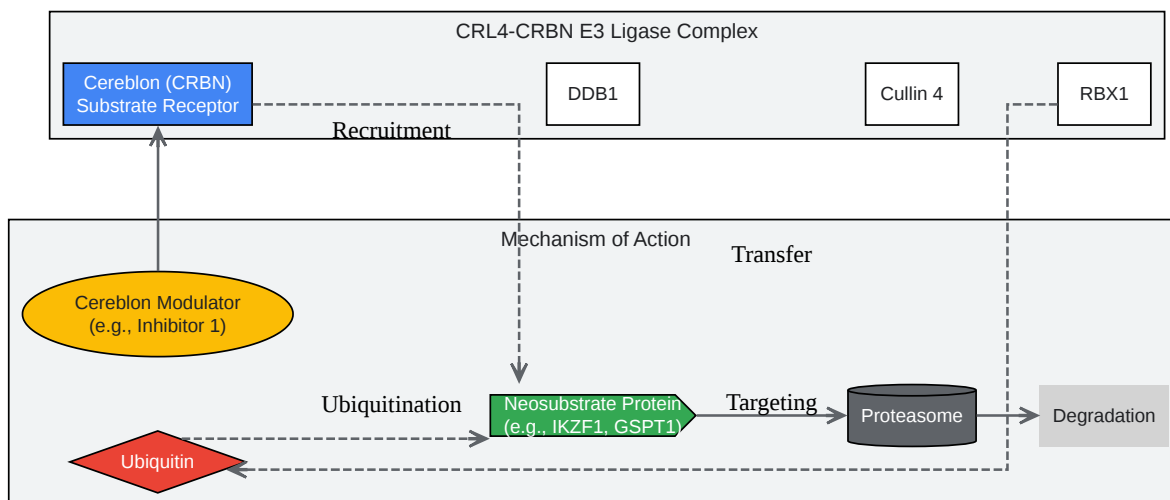 CRL4-CRBN E3 Ligase Complex
Cereblon (CRBN)
Substrate Receptor
DDB1
Cullin 4
RBX1
Recruitment
Mechanism of Action
Transfer
Cereblon Modulator
(e.g., Inhibitor 1)
Ubiquitination
Neosubstrate Protein
(e.g., IKZF1, GSPT1)
Targeting
Proteasome
Degradation
Ubiquitin